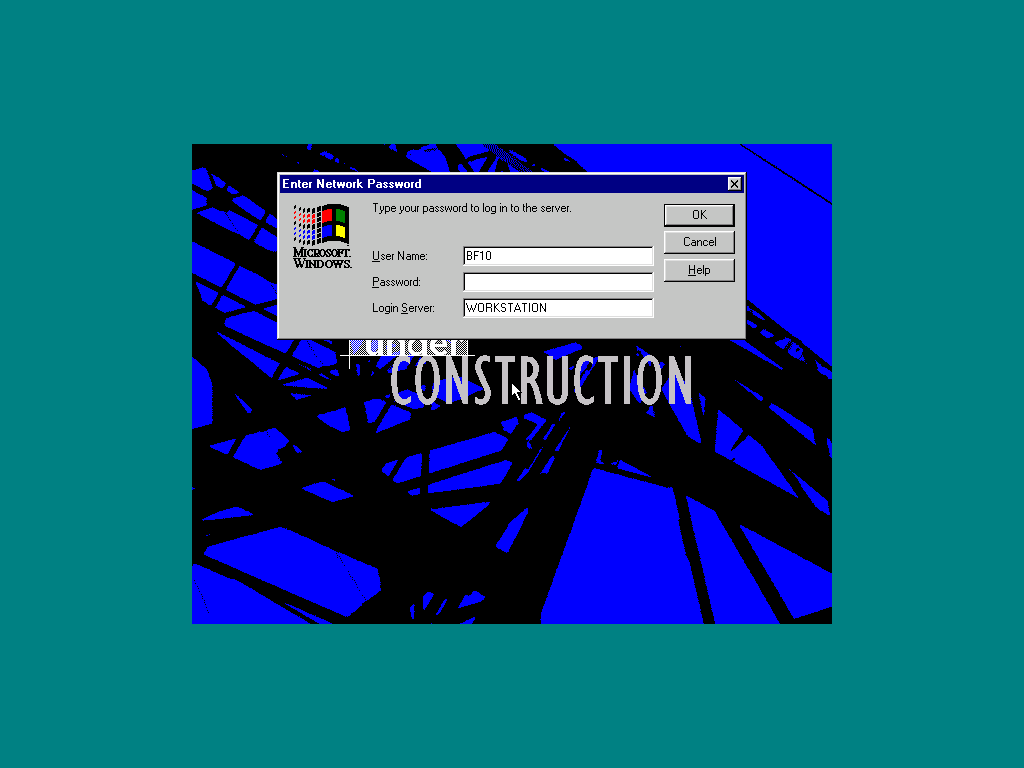 Enter Network Password
Type your password to log in to the server.
OK
MICROSOFT.
WINDOWS.
User Name: BF10
Cancel
Password:
Help
Login Server: WORKSTATION
under
CONSTRUCTION